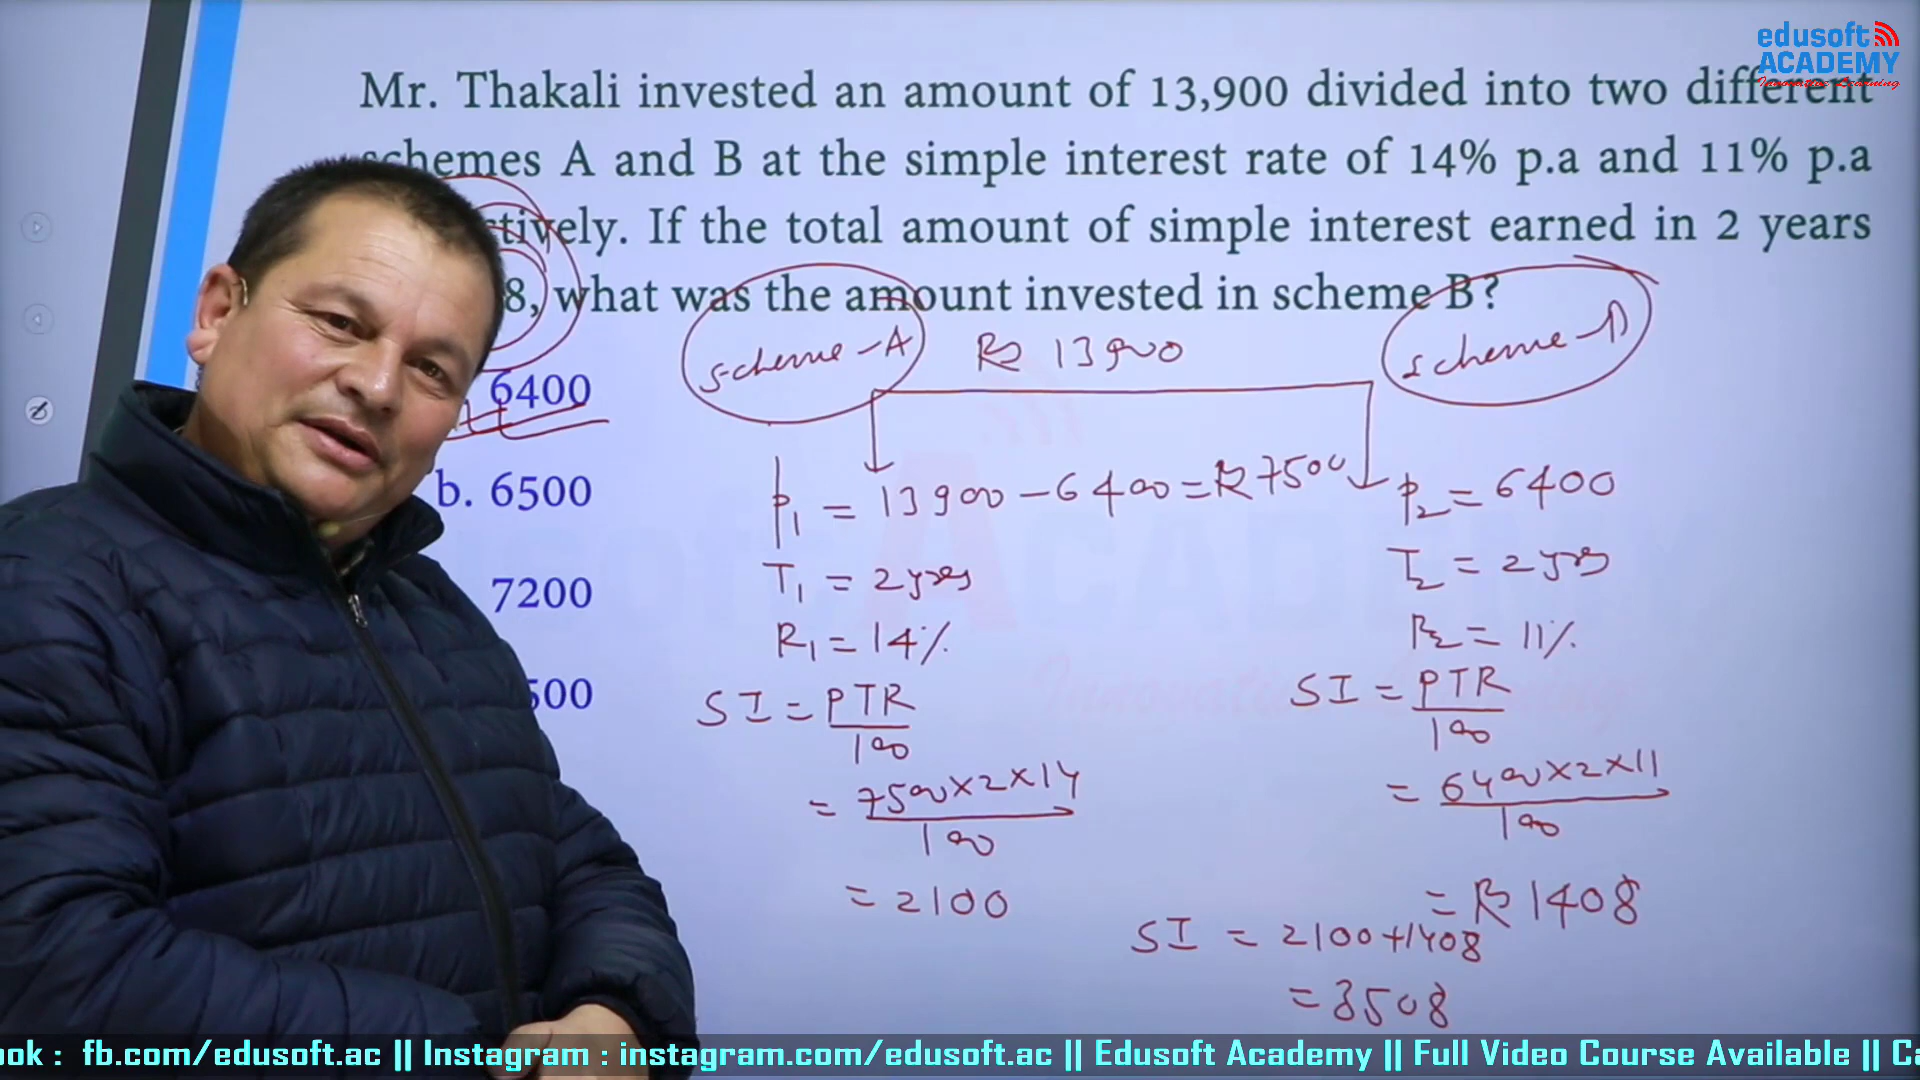 edusoft
ACADEMY
Innovative Learning
Mr. Thakali invested an amount of 13,900 divided into two different
schemes A and B at the simple interest rate of 14% p.a and 11% p.a
tively. If the total amount of simple interest earned in 2 years
8, what was the amount invested in scheme B?
scheme-A
Rs 13900
scheme-B
6400
b. 6500
7200
500
P₁ = 13900-6400=Rs7500
T₁ = 2yrs
R₁ = 14%
SI = PTR
100
= 7500×2×14
100
= 2100
P₂ = 6400
T₂ = 2yrs
R₂ = 11%
SI = PTR
100
= 6400×2×11
100
= Rs 1408
SI = 2100+1408
= 3508
ook : fb.com/edusoft.ac || Instagram : instagram.com/edusoft.ac || Edusoft Academy || Full Video Course Available || Ca